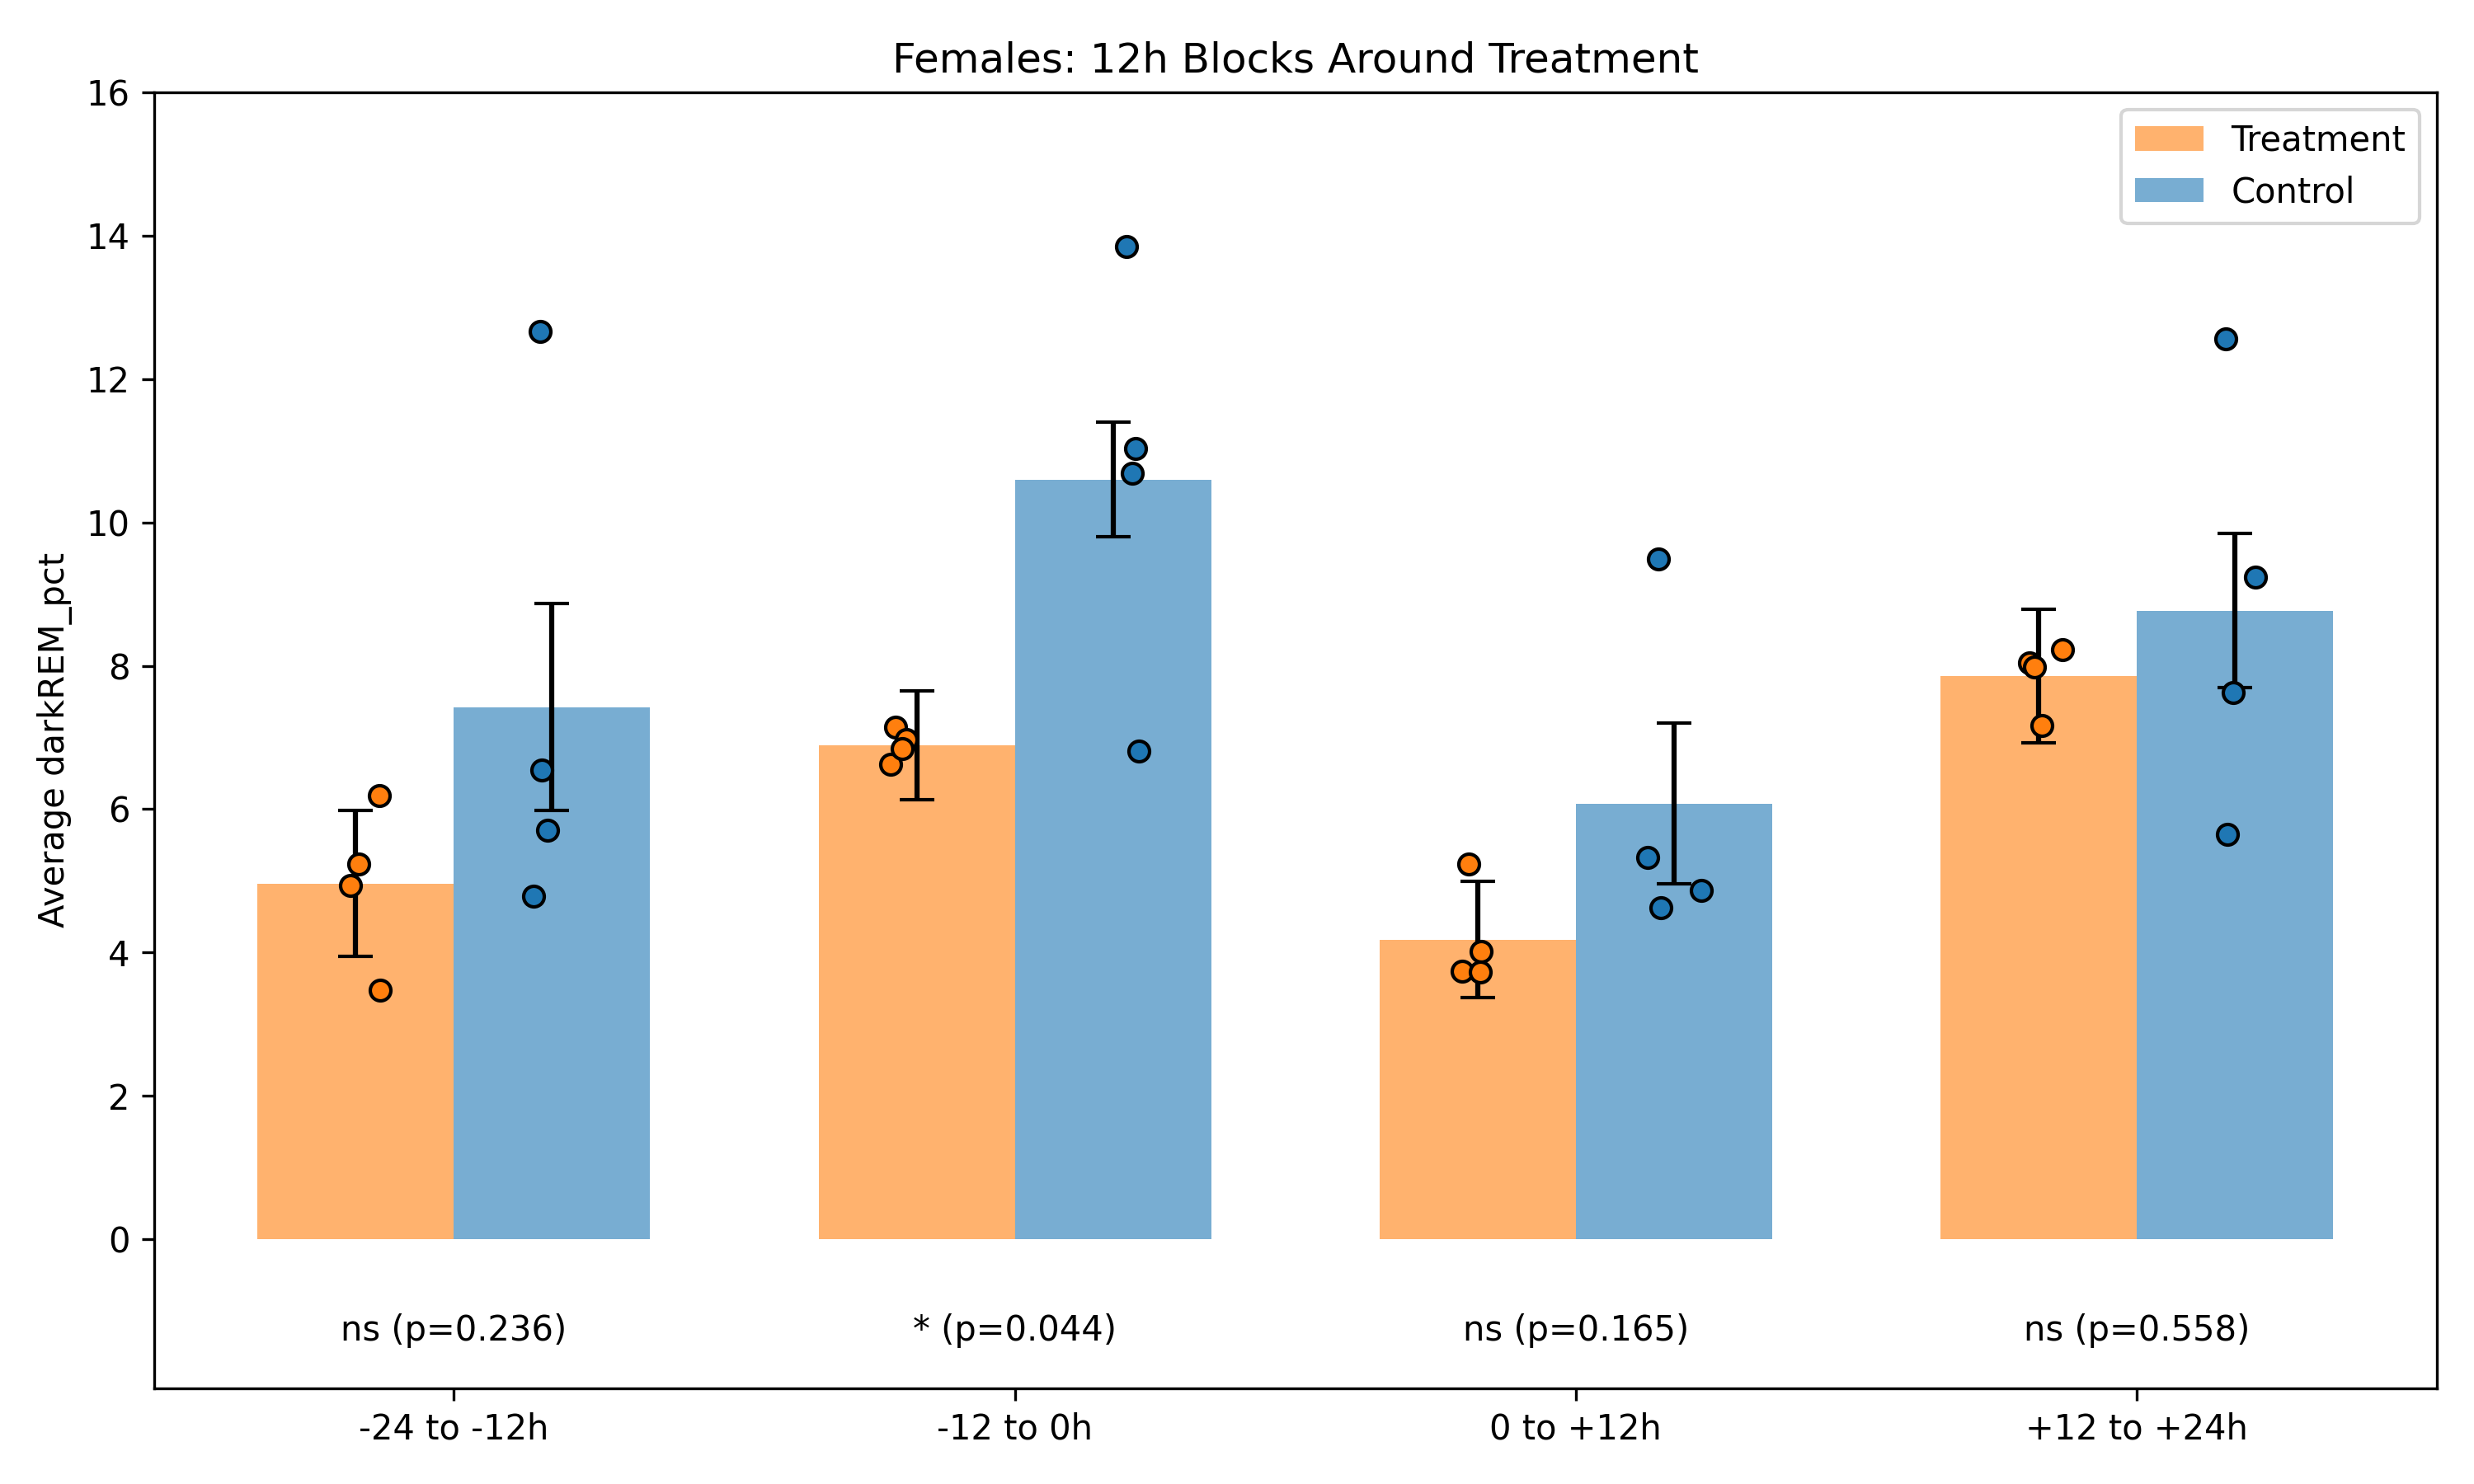 Females: 12h Blocks Around Treatment
16
14
12
10
8
6
4
2
0
Average darkREM_pct
Treatment
Control
ns (p=0.236)
* (p=0.044)
ns (p=0.165)
ns (p=0.558)
-24 to -12h
-12 to 0h
0 to +12h
+12 to +24h